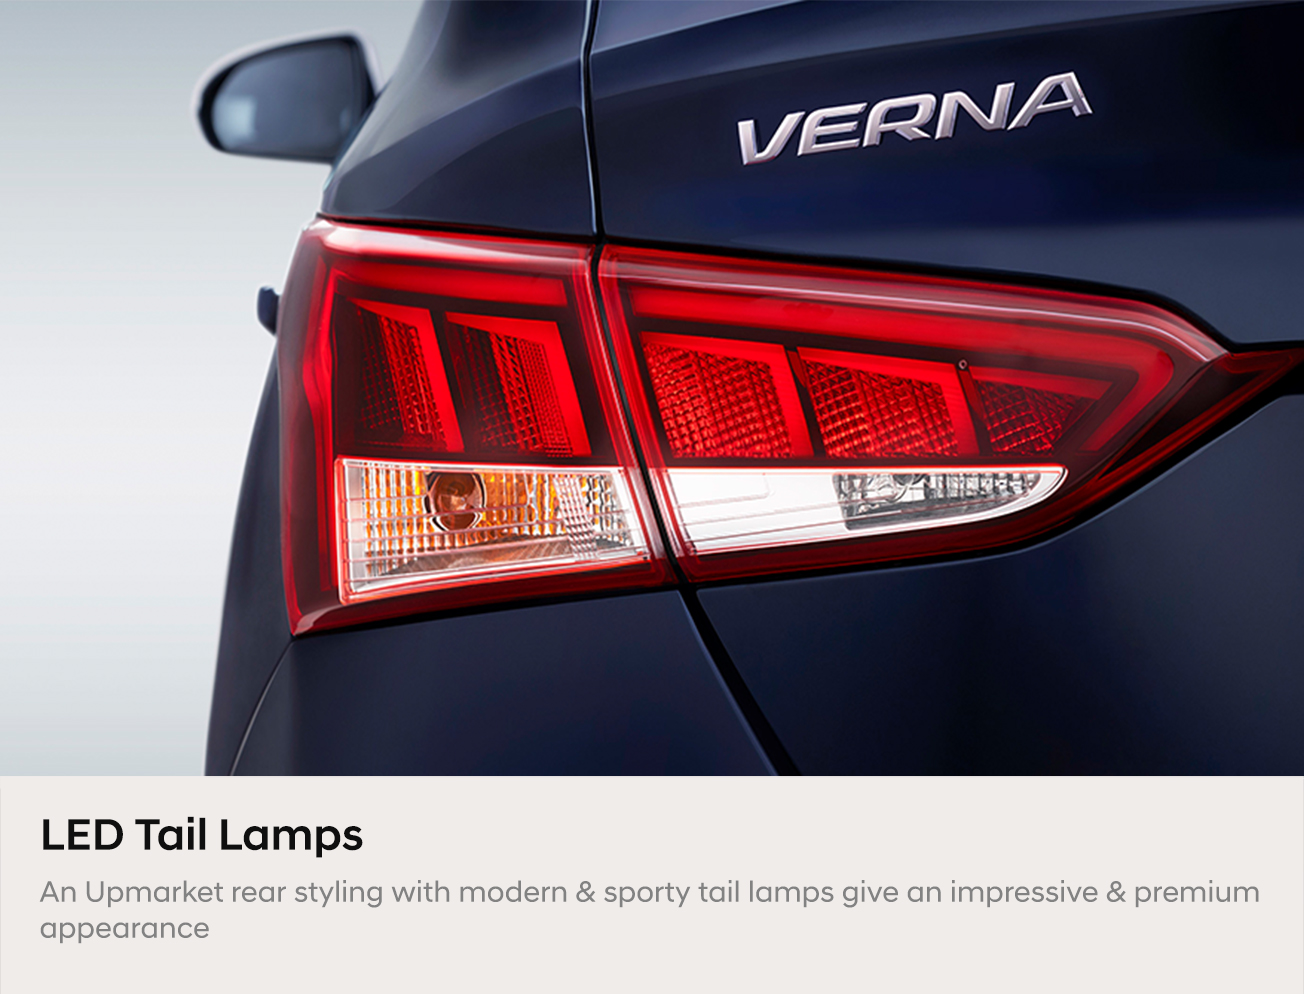 VERNA
LED Tail Lamps
An Upmarket rear styling with modern & sporty tail lamps give an impressive & premium
appearance